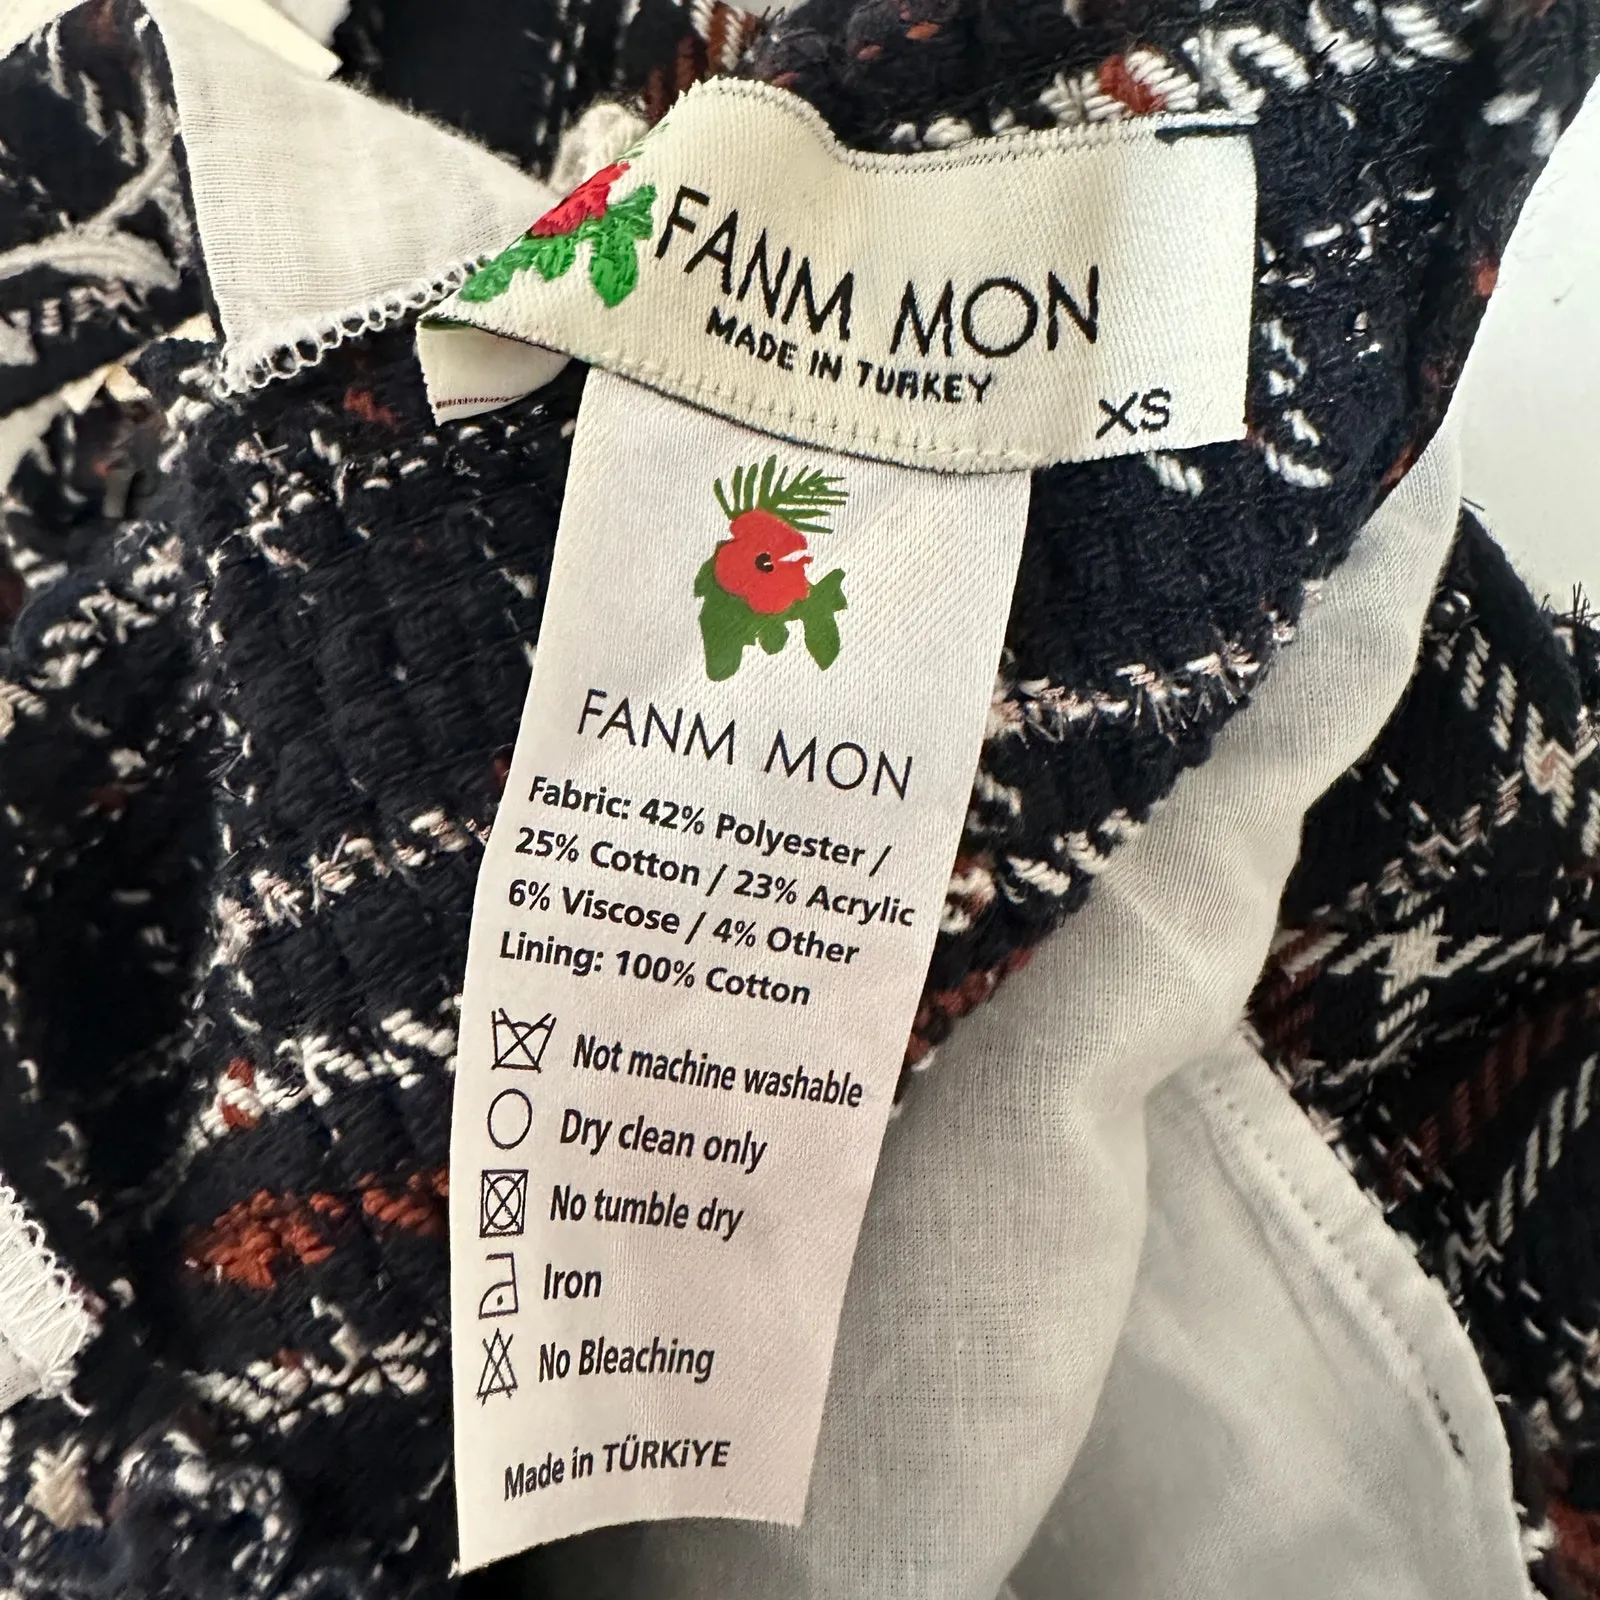 FANM MON
MADE IN TURKEY
XS
FANM MON
Fabric: 42% Polyester /
25% Cotton / 23% Acrylic
6% Viscose / 4% Other
Lining: 100% Cotton
Not machine washable
Dry clean only
No tumble dry
Iron
No Bleaching
Made in TÜRKiYE